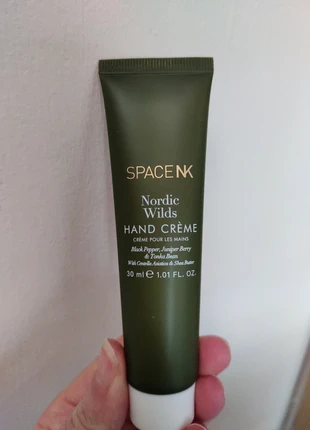 SPACE NK
Nordic
Wilds
HAND CRÈME
CRÈME POUR LES MAINS
Black Pepper, Juniper Berry
& Tonka Bean
With Centella Asiatica & Shea Butter
30 ml ℮ 1.01 FL. OZ.